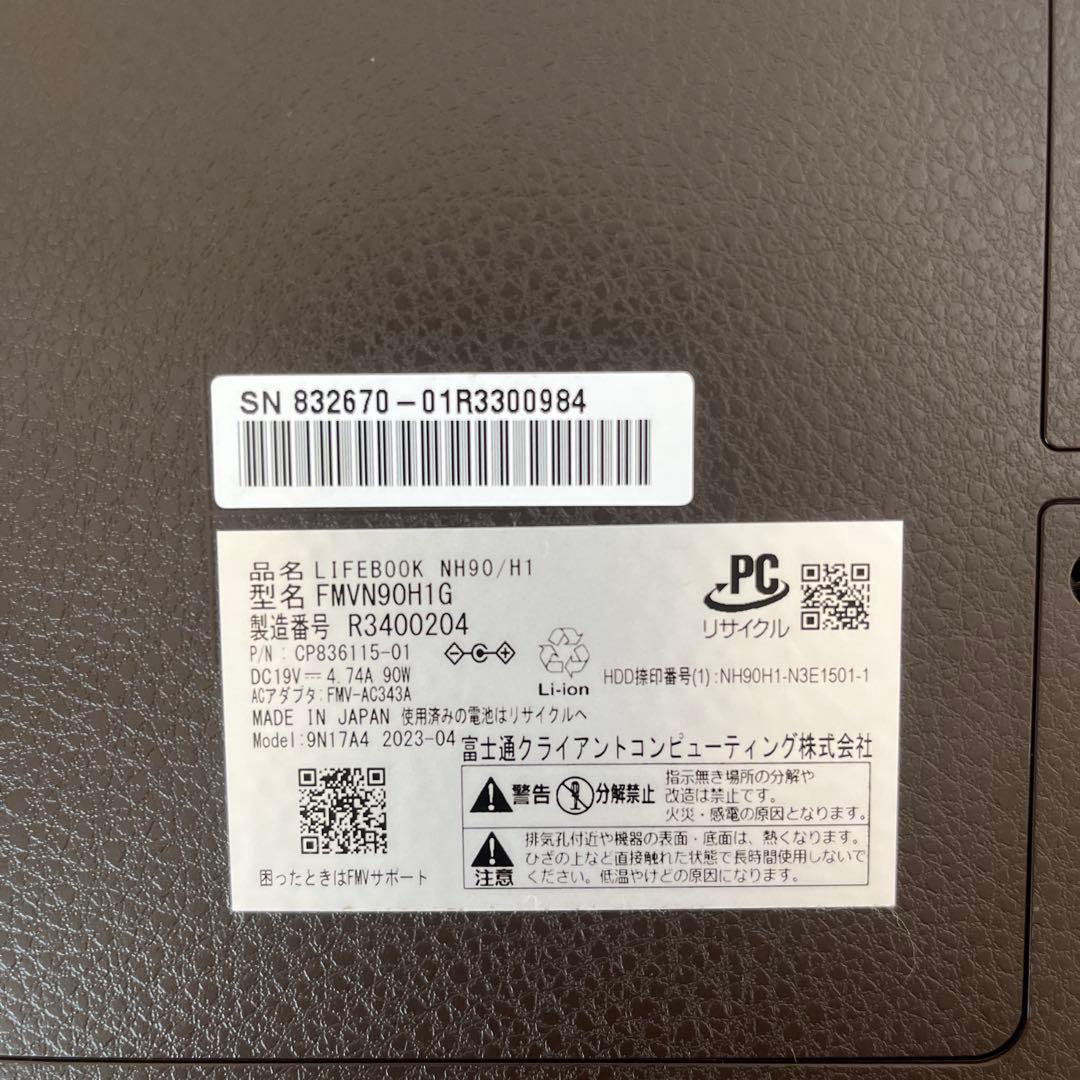 SN 832670-01R3300984
品名 LIFEBOOK NH90/H1
型名 FMVN90H1G
製造番号 R3400204
P/N : CP836115-01
DC19V⎓4.74A 90W
ACアダプタ:FMV-AC343A
MADE IN JAPAN 使用済みの電池はリサイクルへ
Model:9N17A4 2023-04
Li-ion
PC
リサイクル
HDD捺印番号(1):NH90H1-N3E1501-1
富士通クライアントコンピューティング株式会社
警告 分解禁止
指示無き場所の分解や
改造は禁止です。
火災・感電の原因となります。
注意
排気孔付近や機器の表面・底面は、熱くなります。
ひざの上など直接触れた状態で長時間使用しないで
ください。低温やけどの原因になります。
困ったときはFMVサポート